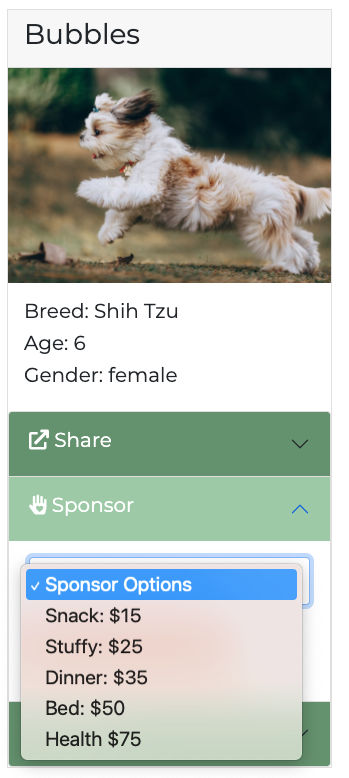 Bubbles
Breed: Shih Tzu
Age: 6
Gender: female
Share
Sponsor
Sponsor Options
Snack: $15
Stuffy: $25
Dinner: $35
Bed: $50
Health $75